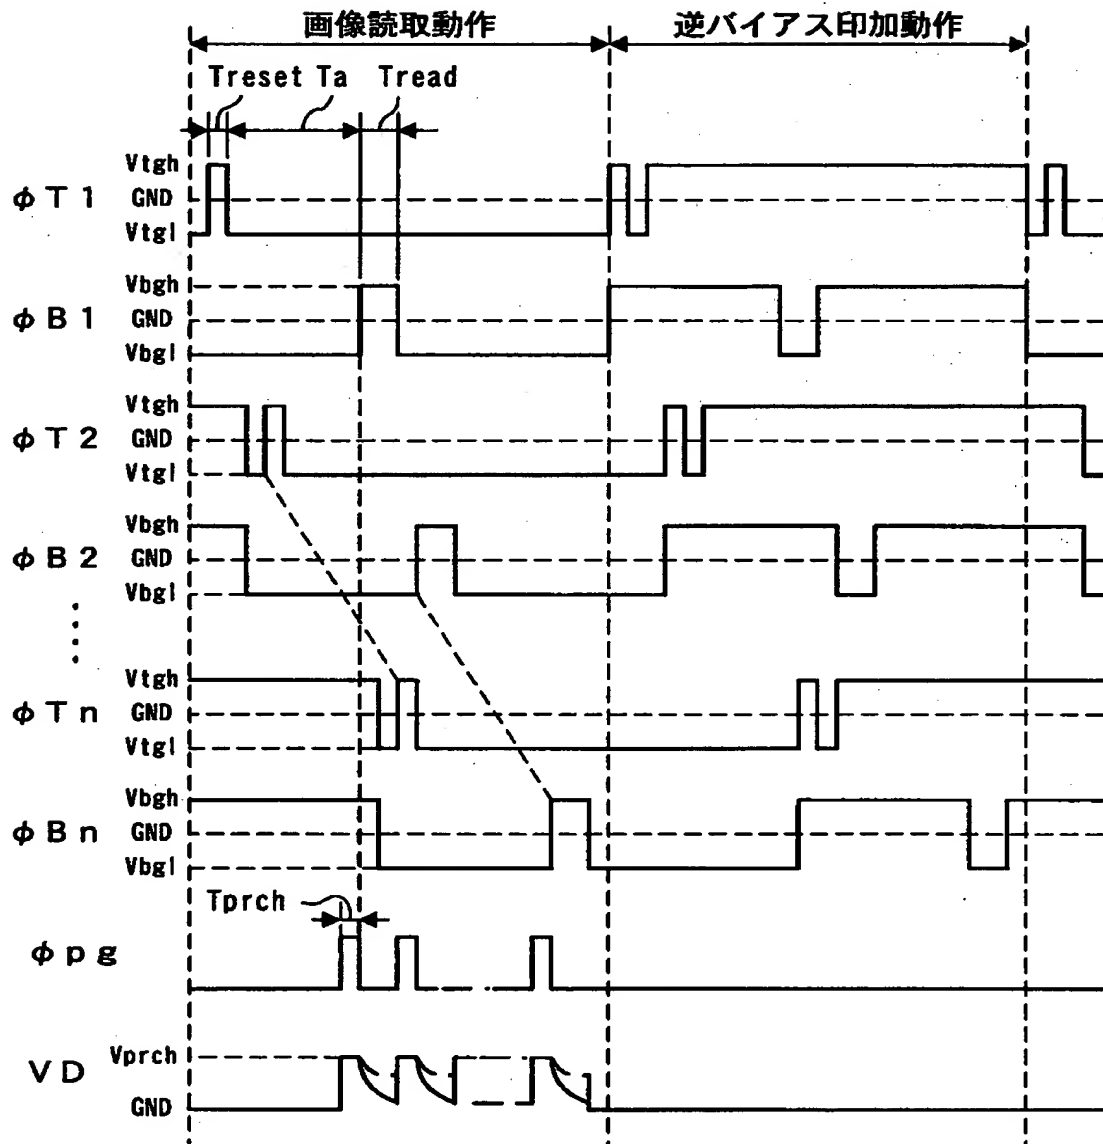 画像読取動作 逆バイアス印加動作
Treset Ta Tread
Vtgh
φT1 GND
Vtgl
Vbgh
φB1 GND
Vbgl
Vtgh
φT2 GND
Vtgl
Vbgh
φB2 GND
Vbgl
Vtgh
φTn GND
Vtgl
Vbgh
φBn GND
Vbgl
Tprch
φpg
Vprch
VD
GND